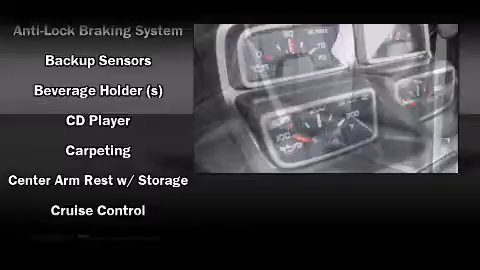 Anti-Lock Braking System
Backup Sensors
Beverage Holder (s)
CD Player
Carpeting
Center Arm Rest w/ Storage
Cruise Control